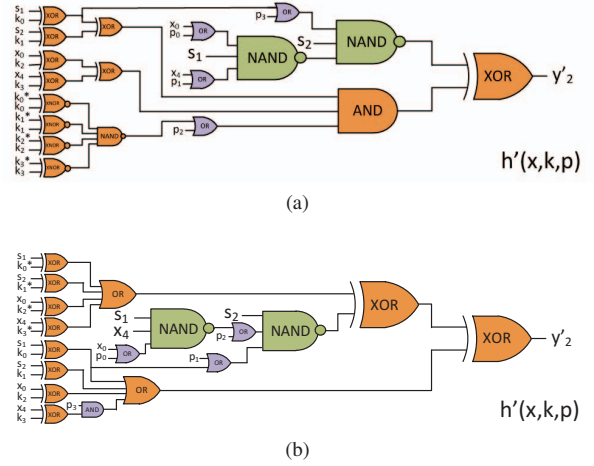 s1
k0 XOR
s2
k1 XOR XOR
x0
k2 XOR
x4
k3 XOR XOR
k0*
k0 XNOR
k1*
k1 XNOR
k2*
k2 XNOR NAND
k3*
k3 XNOR
p3 OR
x0
p0 OR
s1 NAND
x4
p1 OR
s2 NAND
p2 OR
AND
XOR y'2
h'(x,k,p)
(a)
s1
k0* XOR
s2
k1* XOR
x0
k2* XOR
x4
k3* XOR
OR
s1
k0 XOR
s2
k1 XOR
x0
k2 XOR
x4
k3 XOR
p3 AND
OR
s1
x4 NAND
x0
p0 OR
s2
p2 OR
NAND
p1 OR
XOR
XOR y'2
h'(x,k,p)
(b)